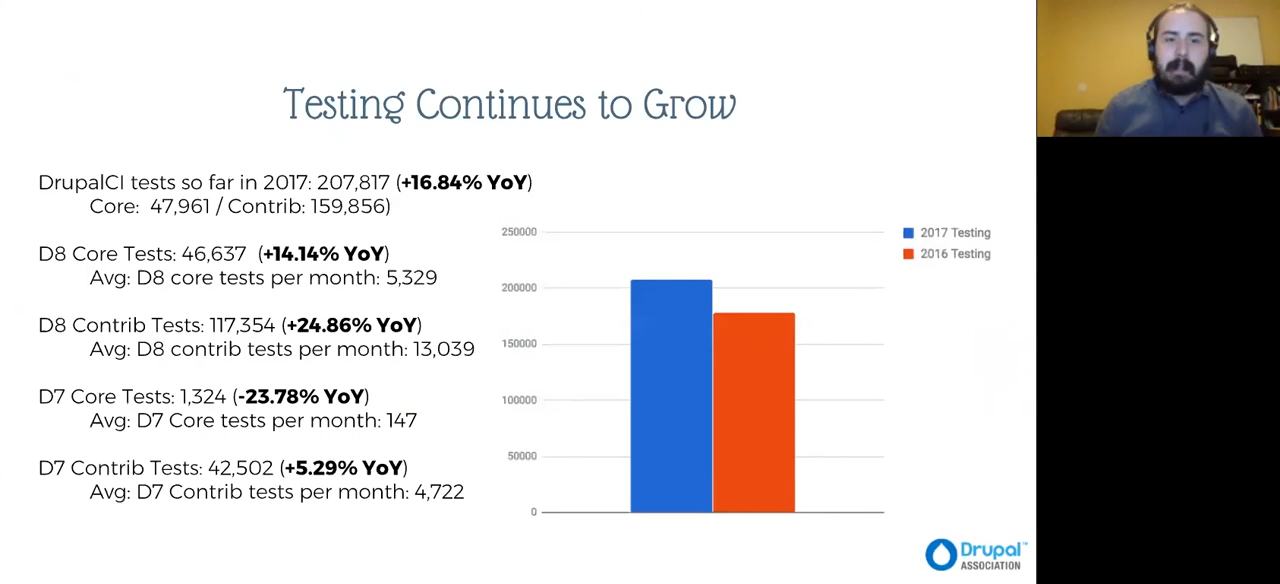 Testing Continues to Grow
DrupalCI tests so far in 2017: 207,817 (+16.84% YoY)
Core: 47,961 / Contrib: 159,856)
D8 Core Tests: 46,637 (+14.14% YoY)
Avg: D8 core tests per month: 5,329
D8 Contrib Tests: 117,354 (+24.86% YoY)
Avg: D8 contrib tests per month: 13,039
D7 Core Tests: 1,324 (-23.78% YoY)
Avg: D7 Core tests per month: 147
D7 Contrib Tests: 42,502 (+5.29% YoY)
Avg: D7 Contrib tests per month: 4,722
250000
200000
150000
100000
50000
0
2017 Testing
2016 Testing
Drupal™
ASSOCIATION